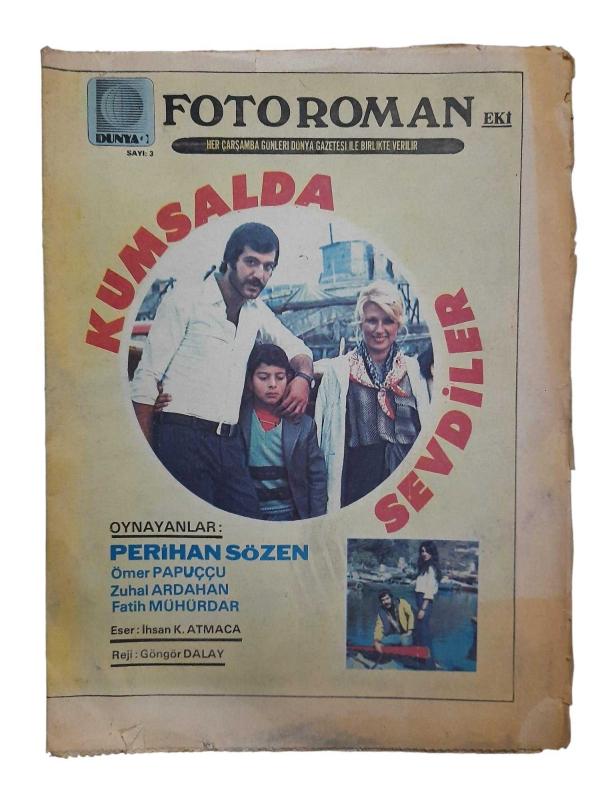 DUNYA
SAYI: 3
FOTOROMAN EKİ
HER ÇARŞAMBA GÜNLERİ DÜNYA GAZETESİ İLE BİRLİKTE VERİLİR
KUMSALDA
SEVDİLER
OYNAYANLAR:
PERİHAN SÖZEN
Ömer PAPUÇÇU
Zuhal ARDAHAN
Fatih MÜHÜRDAR
Eser: İhsan K. ATMACA
Reji: Göngör DALAY